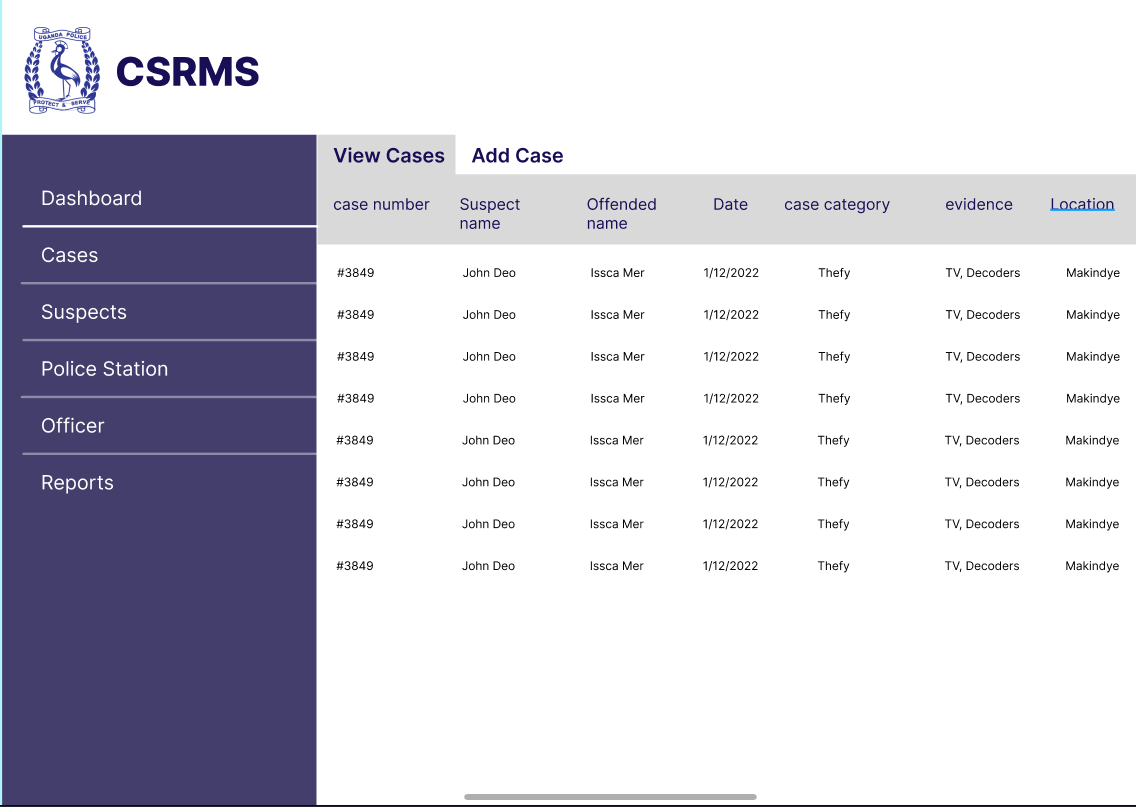 UGANDA POLICE
PROTECT & SERVE
CSRMS
Dashboard
Cases
Suspects
Police Station
Officer
Reports
View Cases Add Case
case number Suspect name Offended name Date case category evidence Location
#3849 John Deo Issca Mer 1/12/2022 Thefy TV, Decoders Makindye
#3849 John Deo Issca Mer 1/12/2022 Thefy TV, Decoders Makindye
#3849 John Deo Issca Mer 1/12/2022 Thefy TV, Decoders Makindye
#3849 John Deo Issca Mer 1/12/2022 Thefy TV, Decoders Makindye
#3849 John Deo Issca Mer 1/12/2022 Thefy TV, Decoders Makindye
#3849 John Deo Issca Mer 1/12/2022 Thefy TV, Decoders Makindye
#3849 John Deo Issca Mer 1/12/2022 Thefy TV, Decoders Makindye
#3849 John Deo Issca Mer 1/12/2022 Thefy TV, Decoders Makindye